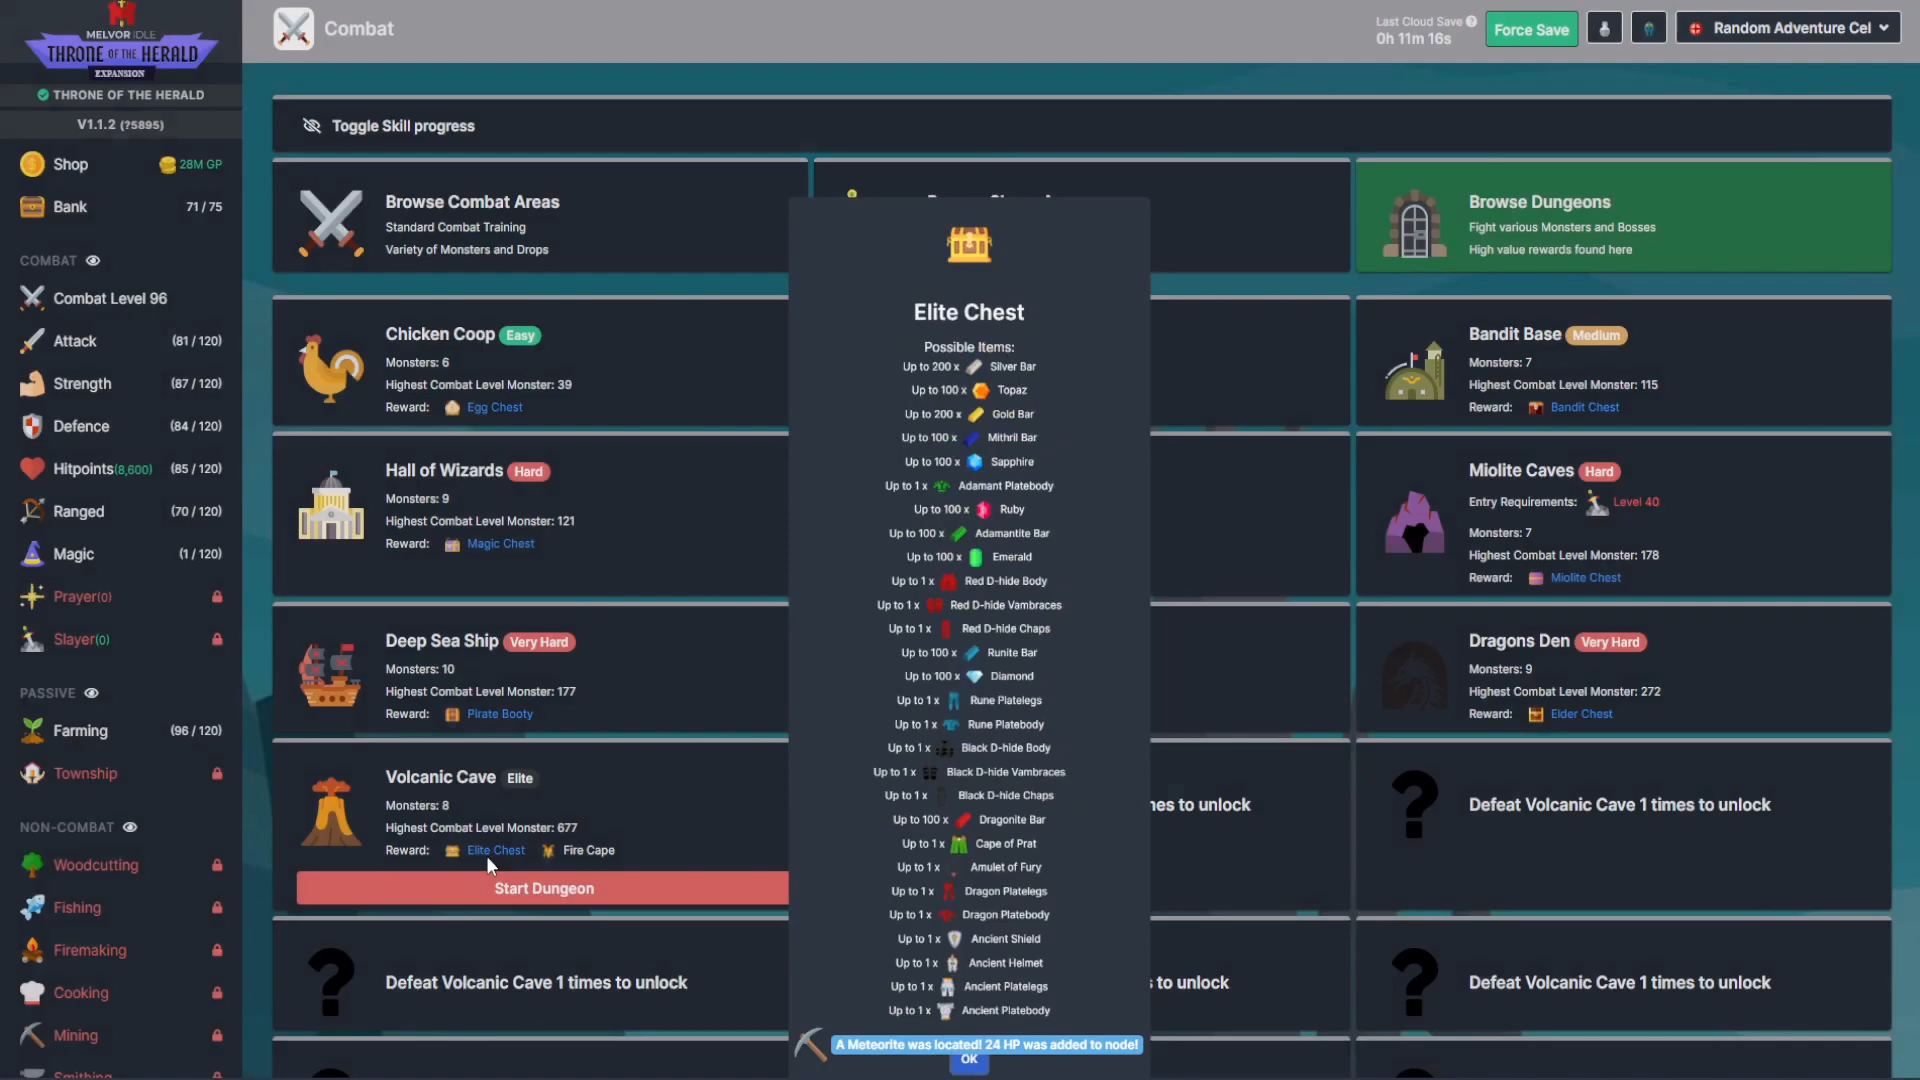 MELVOR IDLE
THRONE OF THE HERALD
EXPANSION
THRONE OF THE HERALD
V1.1.2 (?5895)
Shop 28M GP
Bank 71 / 75
COMBAT
Combat Level 96
Attack (81 / 120)
Strength (87 / 120)
Defence (84 / 120)
Hitpoints(8,600) (85 / 120)
Ranged (70 / 120)
Magic (1 / 120)
Prayer(0)
Slayer(0)
PASSIVE
Farming (96 / 120)
Township
NON-COMBAT
Woodcutting
Fishing
Firemaking
Cooking
Mining
Smithing
Combat
Last Cloud Save
0h 11m 16s
Force Save
Random Adventure Cel
Toggle Skill progress
Browse Combat Areas
Standard Combat Training
Variety of Monsters and Drops
Browse Dungeons
Fight various Monsters and Bosses
High value rewards found here
Chicken Coop Easy
Monsters: 6
Highest Combat Level Monster: 39
Reward: Egg Chest
Bandit Base Medium
Monsters: 7
Highest Combat Level Monster: 115
Reward: Bandit Chest
Hall of Wizards Hard
Monsters: 9
Highest Combat Level Monster: 121
Reward: Magic Chest
Miolite Caves Hard
Entry Requirements: Level 40
Monsters: 7
Highest Combat Level Monster: 178
Reward: Miolite Chest
Deep Sea Ship Very Hard
Monsters: 10
Highest Combat Level Monster: 177
Reward: Pirate Booty
Dragons Den Very Hard
Monsters: 9
Highest Combat Level Monster: 272
Reward: Elder Chest
Volcanic Cave Elite
Monsters: 8
Highest Combat Level Monster: 677
Reward: Elite Chest Fire Cape
Start Dungeon
es to unlock
Defeat Volcanic Cave 1 times to unlock
Defeat Volcanic Cave 1 times to unlock
s to unlock
Defeat Volcanic Cave 1 times to unlock
Elite Chest
Possible Items:
Up to 200 x Silver Bar
Up to 100 x Topaz
Up to 200 x Gold Bar
Up to 100 x Mithril Bar
Up to 100 x Sapphire
Up to 1 x Adamant Platebody
Up to 100 x Ruby
Up to 100 x Adamantite Bar
Up to 100 x Emerald
Up to 1 x Red D-hide Body
Up to 1 x Red D-hide Vambraces
Up to 1 x Red D-hide Chaps
Up to 100 x Runite Bar
Up to 100 x Diamond
Up to 1 x Rune Platelegs
Up to 1 x Rune Platebody
Up to 1 x Black D-hide Body
Up to 1 x Black D-hide Vambraces
Up to 1 x Black D-hide Chaps
Up to 100 x Dragonite Bar
Up to 1 x Cape of Prat
Up to 1 x Amulet of Fury
Up to 1 x Dragon Platelegs
Up to 1 x Dragon Platebody
Up to 1 x Ancient Shield
Up to 1 x Ancient Helmet
Up to 1 x Ancient Platelegs
Up to 1 x Ancient Platebody
A Meteorite was located! 24 HP was added to node!
OK